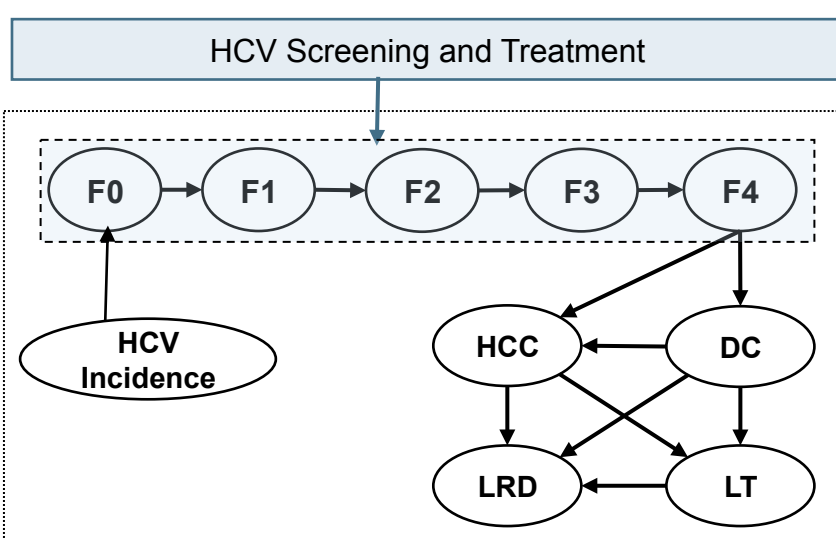 HCV Screening and Treatment
F0 F1 F2 F3 F4
HCV
Incidence
HCC DC
LRD LT